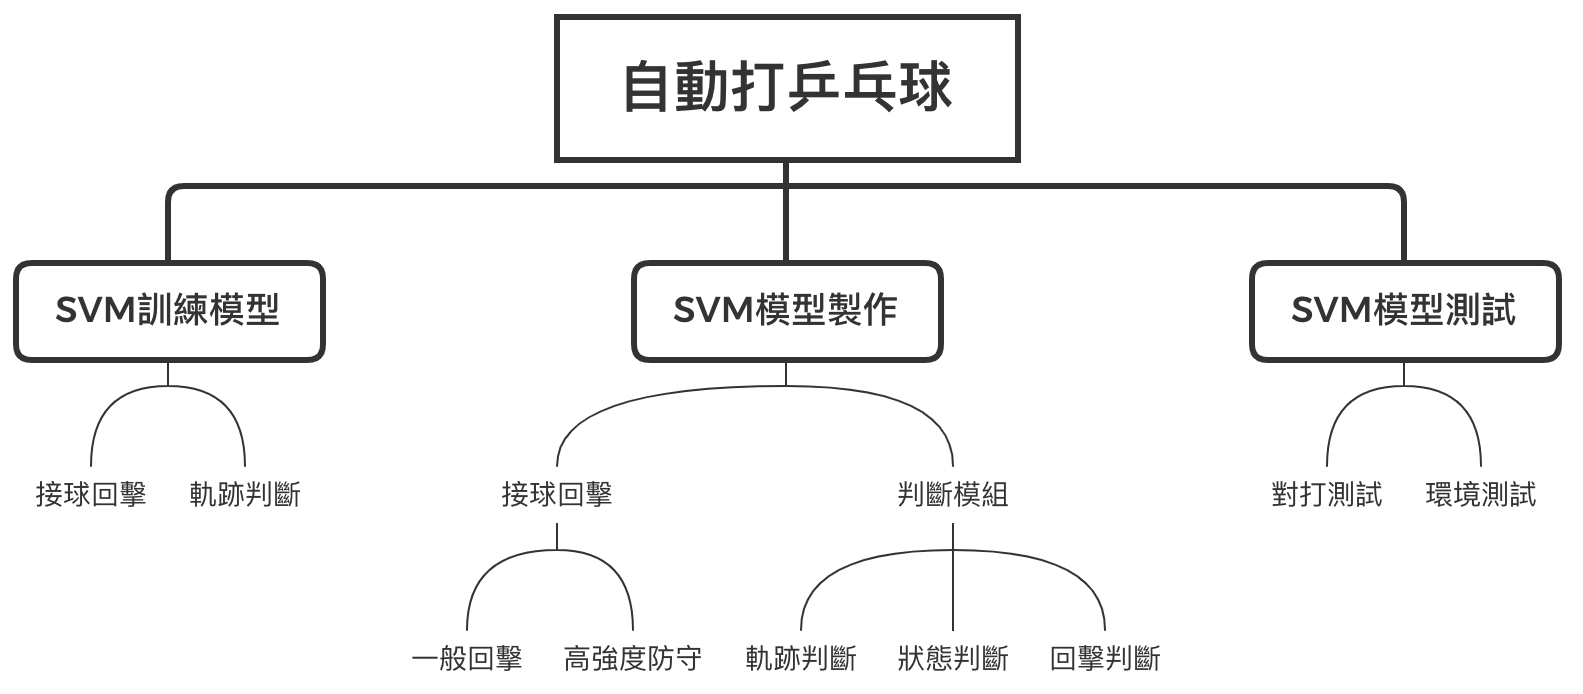 自動打乒乓球
SVM訓練模型
SVM模型製作
SVM模型測試
接球回擊
軌跡判斷
接球回擊
判斷模組
對打測試
環境測試
一般回擊
高強度防守
軌跡判斷
狀態判斷
回擊判斷